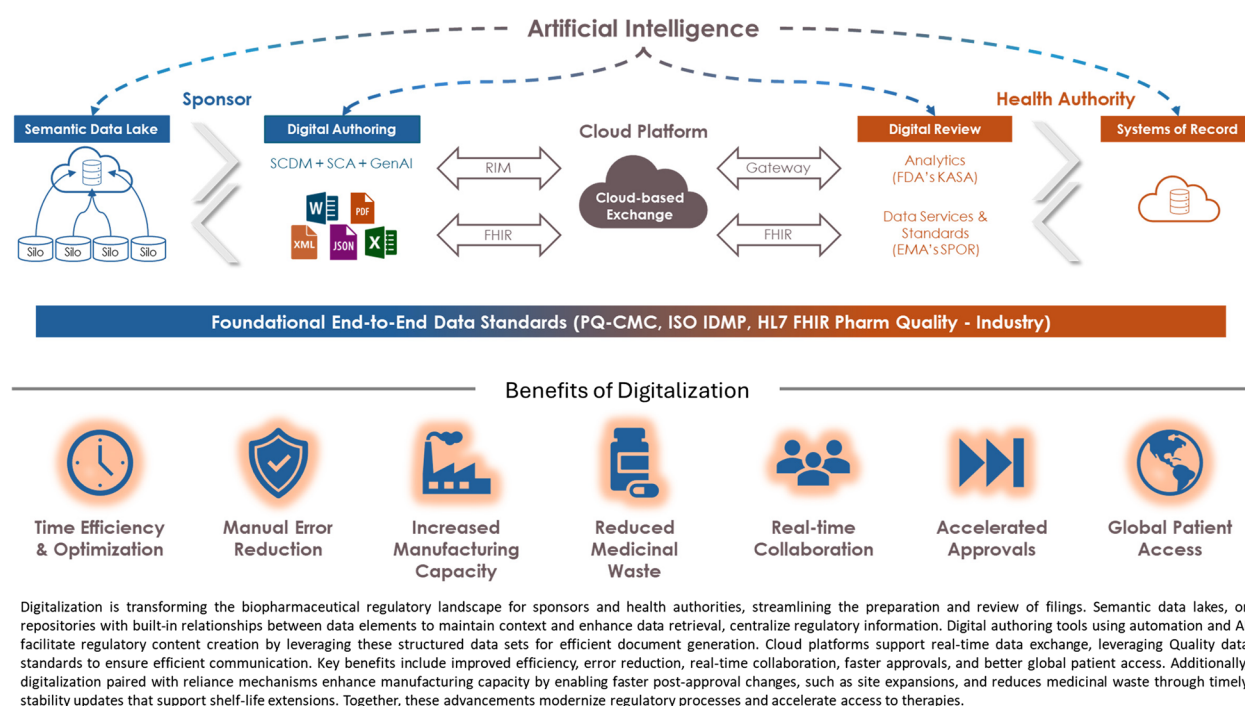 Artificial Intelligence
Sponsor
Health Authority
Semantic Data Lake
Digital Authoring
Cloud Platform
Digital Review
Systems of Record
SCDM + SCA + GenAI
RIM
Gateway
Analytics
(FDA's KASA)
Cloud-based
Exchange
W
PDF
XML
JSON
X
FHIR
FHIR
Data Services &
Standards
(EMA's SPOR)
Silo
Silo
Silo
Silo
Foundational End-to-End Data Standards (PQ-CMC, ISO IDMP, HL7 FHIR Pharm Quality - Industry)
Benefits of Digitalization
Time Efficiency
& Optimization
Manual Error
Reduction
Increased
Manufacturing
Capacity
Reduced
Medicinal
Waste
Real-time
Collaboration
Accelerated
Approvals
Global Patient
Access
Digitalization is transforming the biopharmaceutical regulatory landscape for sponsors and health authorities, streamlining the preparation and review of filings. Semantic data lakes, or
repositories with built-in relationships between data elements to maintain context and enhance data retrieval, centralize regulatory information. Digital authoring tools using automation and AI
facilitate regulatory content creation by leveraging these structured data sets for efficient document generation. Cloud platforms support real-time data exchange, leveraging Quality data
standards to ensure efficient communication. Key benefits include improved efficiency, error reduction, real-time collaboration, faster approvals, and better global patient access. Additionally,
digitalization paired with reliance mechanisms enhance manufacturing capacity by enabling faster post-approval changes, such as site expansions, and reduces medicinal waste through timely
stability updates that support shelf-life extensions. Together, these advancements modernize regulatory processes and accelerate access to therapies.